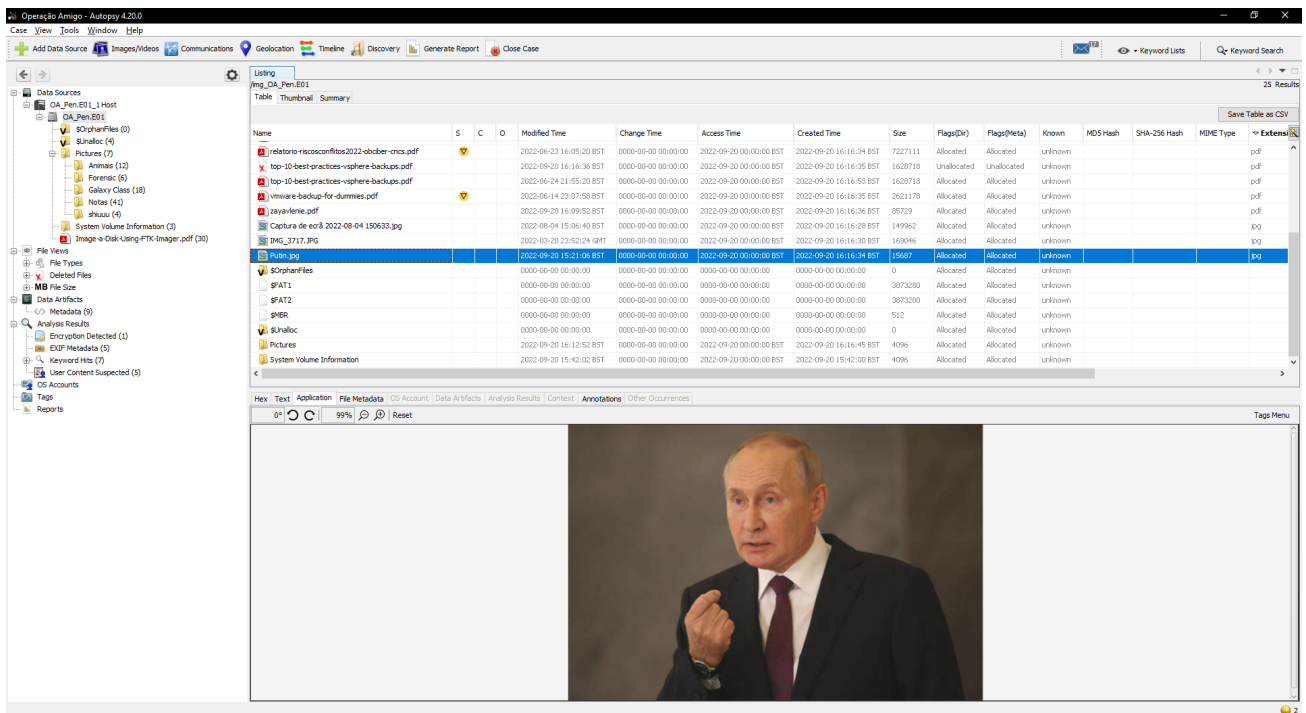 Operação Amigo - Autopsy 4.20.0
Case View Tools Window Help
Add Data Source Images/Videos Communications Geolocation Timeline Discovery Generate Report Close Case Keyword Lists Keyword Search
Data Sources
OA_Pen.E01_1 Host
OA_Pen.E01
$OrphanFiles (0)
$Unalloc (4)
Pictures (7)
Animais (12)
Forensic (6)
Galaxy Class (18)
Notas (41)
shiuuu (4)
System Volume Information (3)
Image-a-Disk-Using-FTK-Imager.pdf (30)
File Views
File Types
Deleted Files
MB File Size
Data Artifacts
Metadata (9)
Analysis Results
Encryption Detected (1)
EXIF Metadata (5)
Keyword Hits (7)
User Content Suspected (5)
OS Accounts
Tags
Reports
Listing
/img_OA_Pen.E01
25 Results
Table Thumbnail Summary
Save Table as CSV
Name S C O Modified Time Change Time Access Time Created Time Size Flags(Dir) Flags(Meta) Known MD5 Hash SHA-256 Hash MIME Type Extensi
relatorio-riscosconflitos2022-obciber-cncs.pdf 2022-06-23 16:05:20 BST 0000-00-00 00:00:00 2022-09-20 00:00:00 BST 2022-09-20 16:16:34 BST 7227111 Allocated Allocated unknown pdf
top-10-best-practices-vsphere-backups.pdf 2022-09-20 16:16:36 BST 0000-00-00 00:00:00 2022-09-20 00:00:00 BST 2022-09-20 16:16:35 BST 1628718 Unallocated Unallocated unknown pdf
top-10-best-practices-vsphere-backups.pdf 2022-06-24 21:55:20 BST 0000-00-00 00:00:00 2022-09-20 00:00:00 BST 2022-09-20 16:16:53 BST 1628718 Allocated Allocated unknown pdf
vmware-backup-for-dummies.pdf 2022-06-14 23:07:58 BST 0000-00-00 00:00:00 2022-09-20 00:00:00 BST 2022-09-20 16:16:35 BST 2621178 Allocated Allocated unknown pdf
zayavlenie.pdf 2022-09-20 16:09:52 BST 0000-00-00 00:00:00 2022-09-20 00:00:00 BST 2022-09-20 16:16:36 BST 85729 Allocated Allocated unknown pdf
Captura de ecrã 2022-08-04 150633.jpg 2022-08-04 15:06:40 BST 0000-00-00 00:00:00 2022-09-20 00:00:00 BST 2022-09-20 16:16:28 BST 149962 Allocated Allocated unknown jpg
IMG_3717.JPG 2022-03-20 23:52:24 GMT 0000-00-00 00:00:00 2022-09-20 00:00:00 BST 2022-09-20 16:16:30 BST 169046 Allocated Allocated unknown jpg
Putin.jpg 2022-09-20 15:21:06 BST 0000-00-00 00:00:00 2022-09-20 00:00:00 BST 2022-09-20 16:16:34 BST 15687 Allocated Allocated unknown jpg
$OrphanFiles 0000-00-00 00:00:00 0000-00-00 00:00:00 0000-00-00 00:00:00 0000-00-00 00:00:00 0 Allocated Allocated unknown
$FAT1 0000-00-00 00:00:00 0000-00-00 00:00:00 0000-00-00 00:00:00 0000-00-00 00:00:00 3873280 Allocated Allocated unknown
$FAT2 0000-00-00 00:00:00 0000-00-00 00:00:00 0000-00-00 00:00:00 0000-00-00 00:00:00 3873280 Allocated Allocated unknown
$MBR 0000-00-00 00:00:00 0000-00-00 00:00:00 0000-00-00 00:00:00 0000-00-00 00:00:00 512 Allocated Allocated unknown
$Unalloc 0000-00-00 00:00:00 0000-00-00 00:00:00 0000-00-00 00:00:00 0000-00-00 00:00:00 0 Allocated Allocated unknown
Pictures 2022-09-20 16:12:52 BST 0000-00-00 00:00:00 2022-09-20 00:00:00 BST 2022-09-20 16:16:45 BST 4096 Allocated Allocated unknown
System Volume Information 2022-09-20 15:42:02 BST 0000-00-00 00:00:00 2022-09-20 00:00:00 BST 2022-09-20 15:42:00 BST 4096 Allocated Allocated unknown
Hex Text Application File Metadata OS Account Data Artifacts Analysis Results Context Annotations Other Occurrences
0° 99% Reset Tags Menu
2